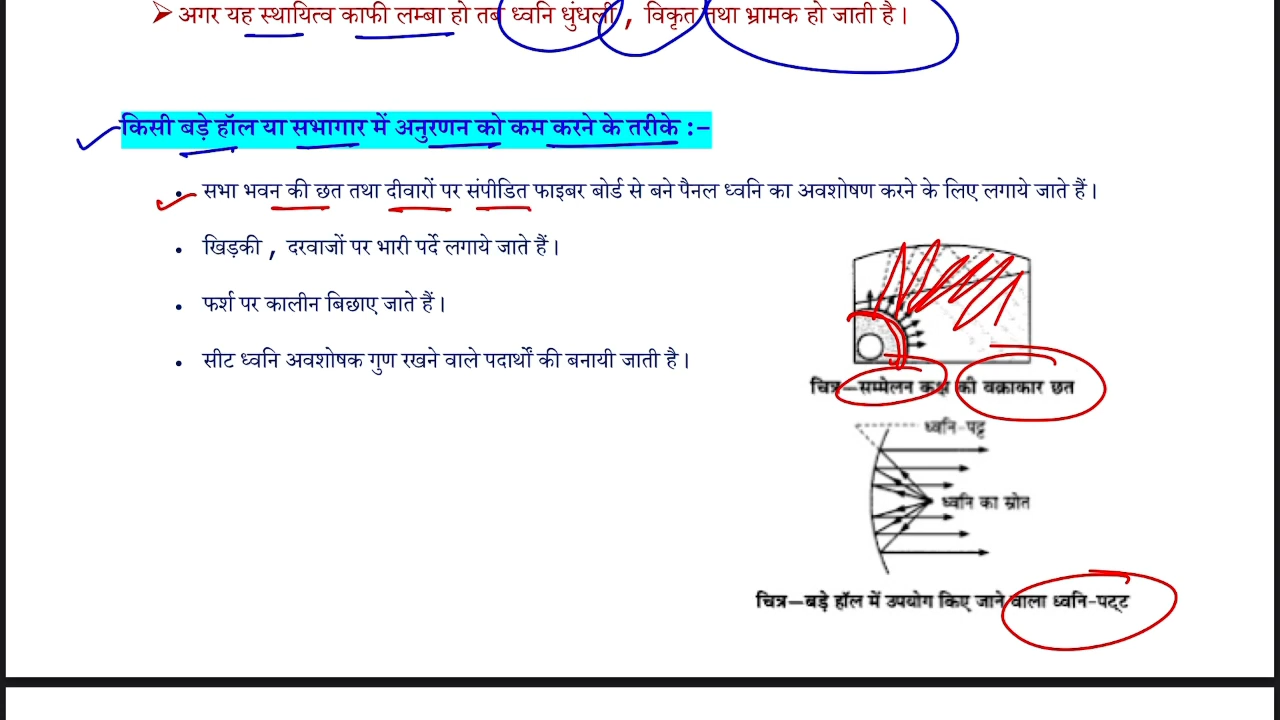 ➤ अगर यह स्थायित्व काफी लम्बा हो तब ध्वनि धुंधली , विकृत तथा भ्रामक हो जाती है।
किसी बड़े हॉल या सभागार में अनुरणन को कम करने के तरीके :–
• सभा भवन की छत तथा दीवारों पर संपीडित फाइबर बोर्ड से बने पैनल ध्वनि का अवशोषण करने के लिए लगाये जाते हैं।
• खिड़की , दरवाजों पर भारी पर्दे लगाये जाते हैं।
• फर्श पर कालीन बिछाए जाते हैं।
• सीट ध्वनि अवशोषक गुण रखने वाले पदार्थों की बनायी जाती है।
चित्र—सम्मेलन कक्ष की वक्राकार छत
ध्वनि-पट्ट
ध्वनि का स्रोत
चित्र—बड़े हॉल में उपयोग किए जाने वाला ध्वनि-पट्ट